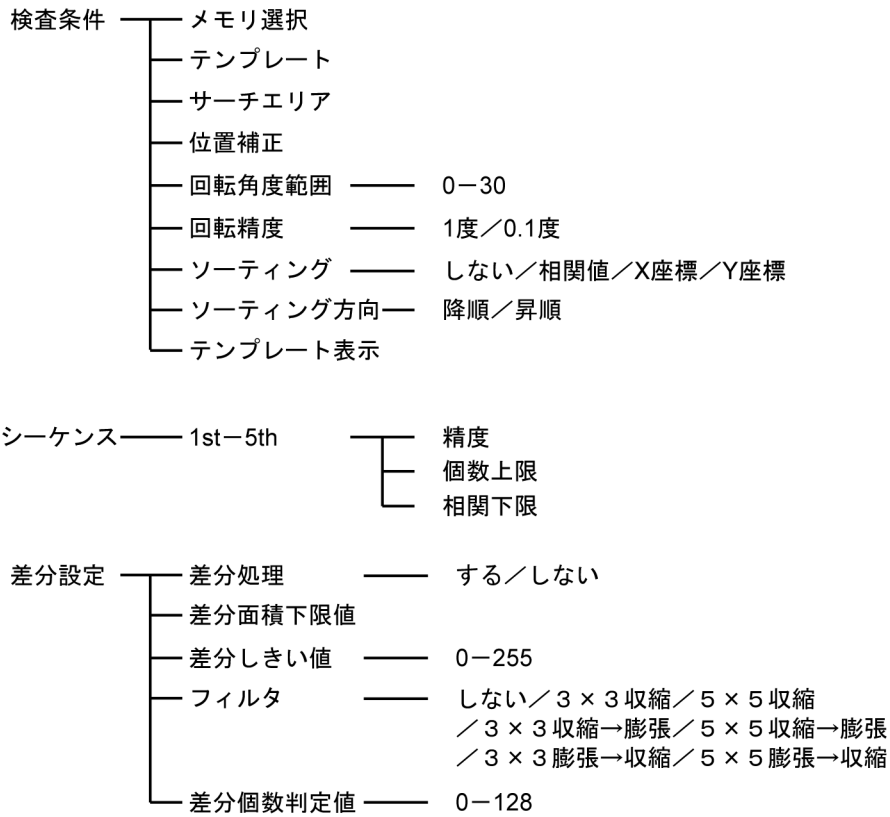 検査条件 メモリ選択
テンプレート
サーチエリア
位置補正
回転角度範囲 0－30
回転精度 1度／0.1度
ソーティング しない／相関値／X座標／Y座標
ソーティング方向 降順／昇順
テンプレート表示
シーケンス 1st－5th 精度
個数上限
相関下限
差分設定 差分処理 する／しない
差分面積下限値
差分しきい値 0－255
フィルタ しない／３×３収縮／５×５収縮
／３×３収縮→膨張／５×５収縮→膨張
／３×３膨張→収縮／５×５膨張→収縮
差分個数判定値 0－128